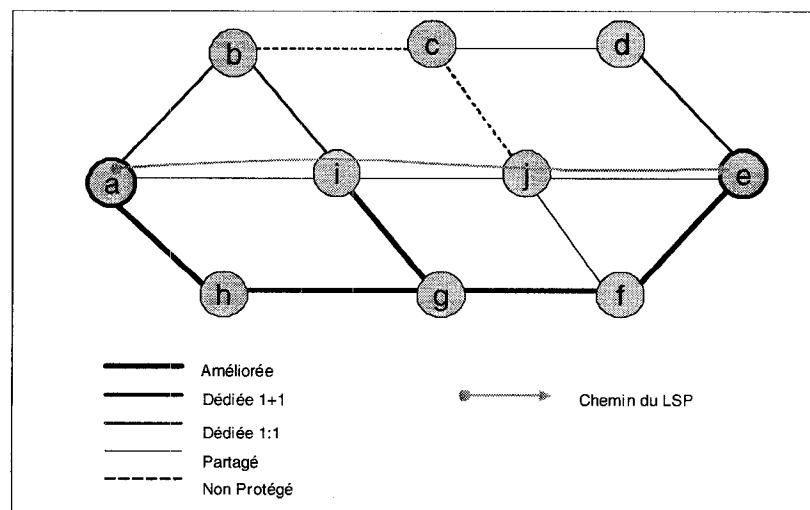 b
c
d
a
i
j
e
h
g
f
Améliorée
Dédiée 1+1
Dédiée 1:1
Partagé
Non Protégé
Chemin du LSP